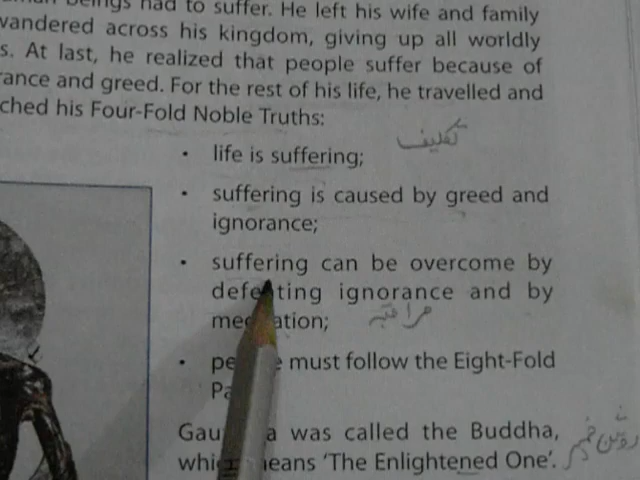 had to suffer. He left his wife and family
wandered across his kingdom, giving up all worldly
s. At last, he realized that people suffer because of
rance and greed. For the rest of his life, he travelled and
ched his Four-Fold Noble Truths:
تکلیف
• life is suffering;
• suffering is caused by greed and
ignorance;
• suffering can be overcome by
defeating ignorance and by
meditation; مراقبہ
• people must follow the Eight-Fold
Pa
Gautama was called the Buddha,
which means 'The Enlightened One'.